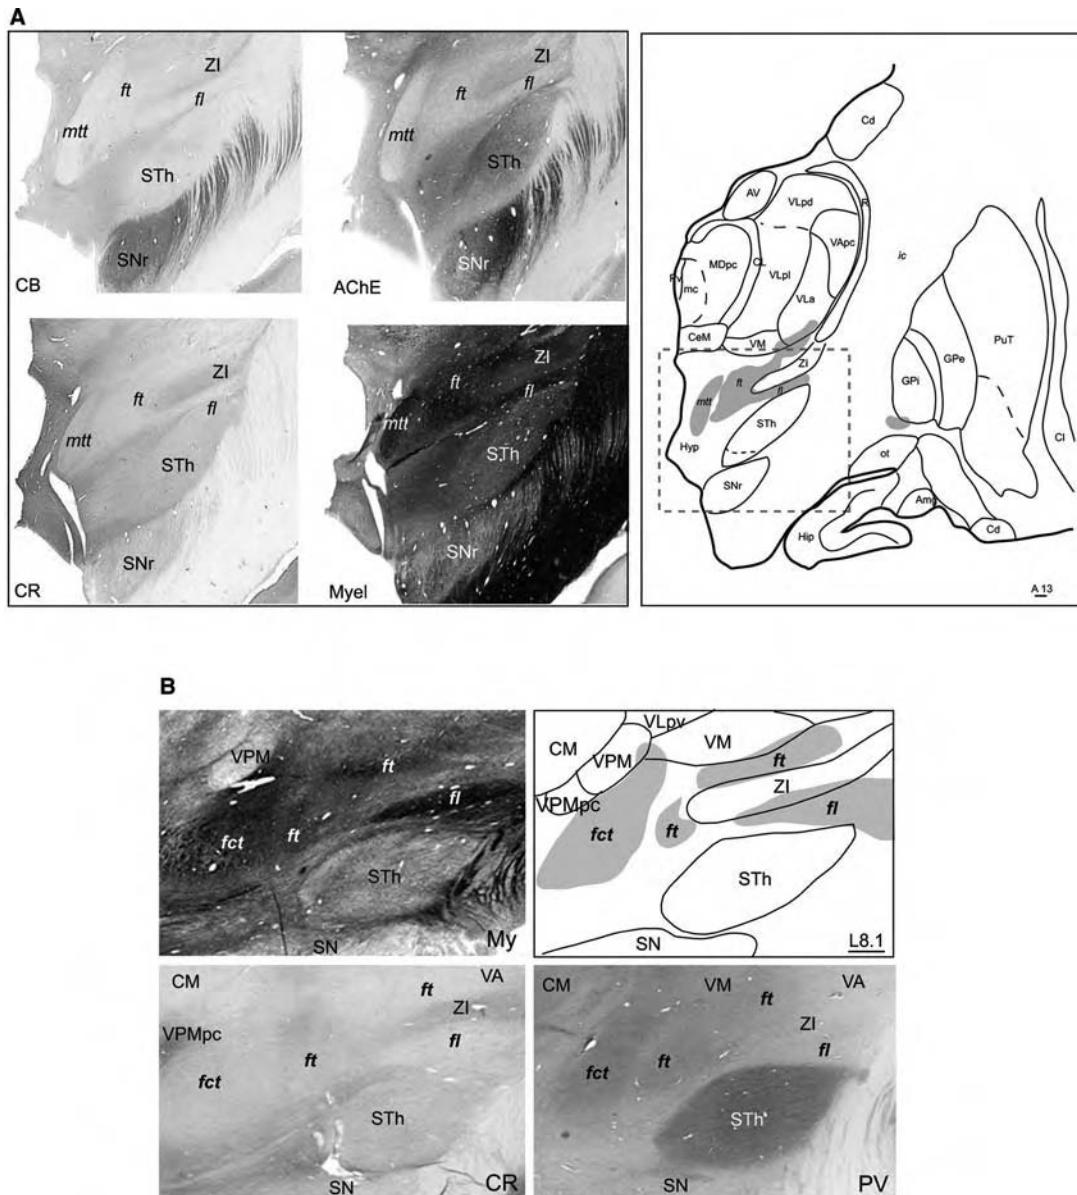 A
ZI
ft
fl
mtt
STh
SNr
CB
ZI
ft
fl
mtt
STh
SNr
AChE
ZI
ft
fl
mtt
STh
SNr
CR
ZI
ft
fl
mtt
STh
SNr
Myel
Cd
AV
VLpd
R
VApc
ic
MDpc
CL
Pv
mc
VLpl
VLa
CeM
VM
Zi
GPe
PuT
GPi
mtt
ft
fl
STh
Hyp
SNr
ot
Cl
Amg
Hip
Cd
A 13
B
VPM
ft
fl
fct
ft
STh
SN
My
VLpv
CM
VPM
VM
ft
ZI
VPMpc
fct
ft
fl
STh
SN
L8.1
CM
VA
ft
ZI
VPMpc
fl
ft
fct
STh
SN
CR
CM
VM
ft
VA
ZI
fl
fct
ft
STh
SN
PV